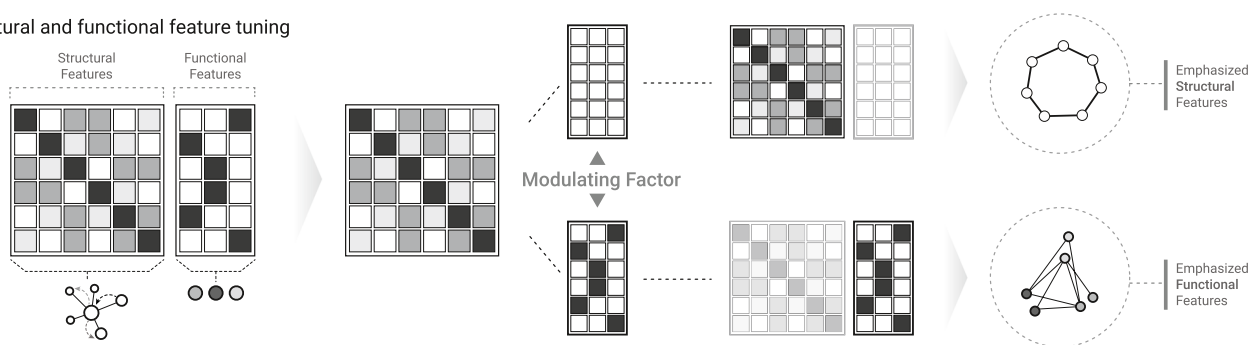 tural and functional feature tuning
Structural
Features
Functional
Features
Modulating Factor
Emphasized
Structural
Features
Emphasized
Functional
Features